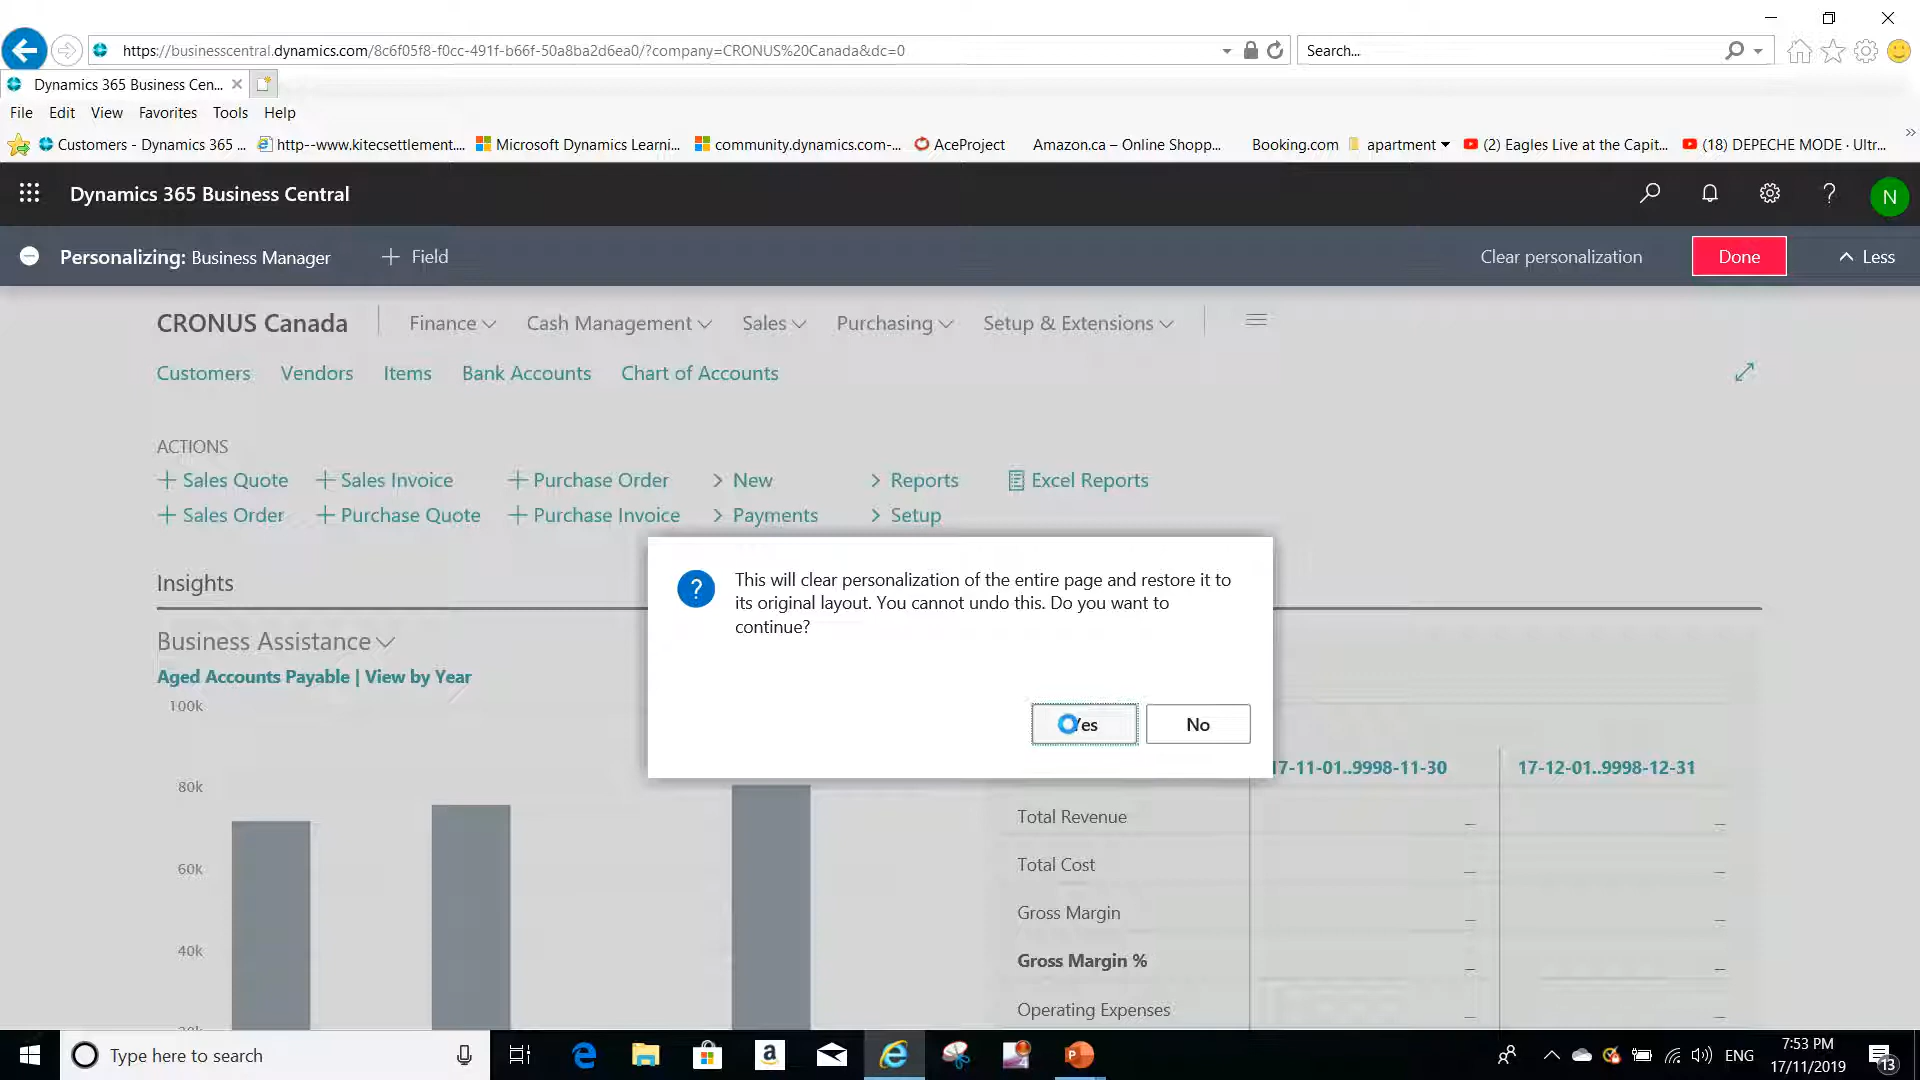 https://businesscentral.dynamics.com/8c6f05f8-f0cc-491f-b66f-50a8ba2d6ea0/?company=CRONUS%20Canada&dc=0
Search...
Dynamics 365 Business Cen...
File Edit View Favorites Tools Help
Customers - Dynamics 365 ... http--www.kitecsettlement.... Microsoft Dynamics Learni... community.dynamics.com-... AceProject Amazon.ca – Online Shopp... Booking.com apartment (2) Eagles Live at the Capit... (18) DEPECHE MODE · Ultr...
Dynamics 365 Business Central
N
Personalizing: Business Manager
Field
Clear personalization
Done
Less
CRONUS Canada
Finance Cash Management Sales Purchasing Setup & Extensions
Customers Vendors Items Bank Accounts Chart of Accounts
ACTIONS
Sales Quote Sales Invoice Purchase Order New Reports Excel Reports
Sales Order Purchase Quote Purchase Invoice Payments Setup
Insights
This will clear personalization of the entire page and restore it to
its original layout. You cannot undo this. Do you want to
continue?
Yes No
Business Assistance
Aged Accounts Payable | View by Year
100k
80k
60k
40k
17-11-01..9998-11-30 17-12-01..9998-12-31
Total Revenue
Total Cost
Gross Margin
Gross Margin %
Operating Expenses
Type here to search
ENG
7:53 PM
17/11/2019
13